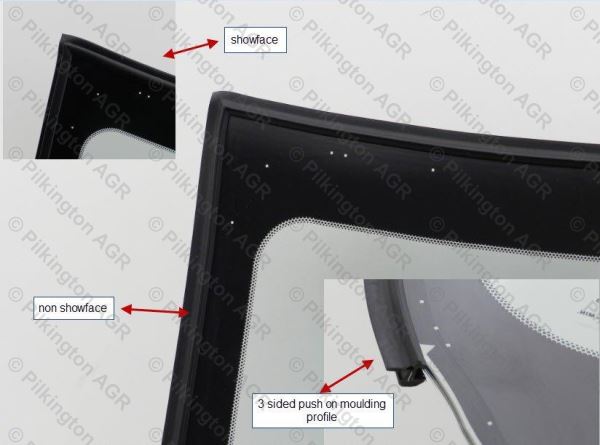 © Pilkington AGR
showface
non showface
3 sided push on moulding
profile